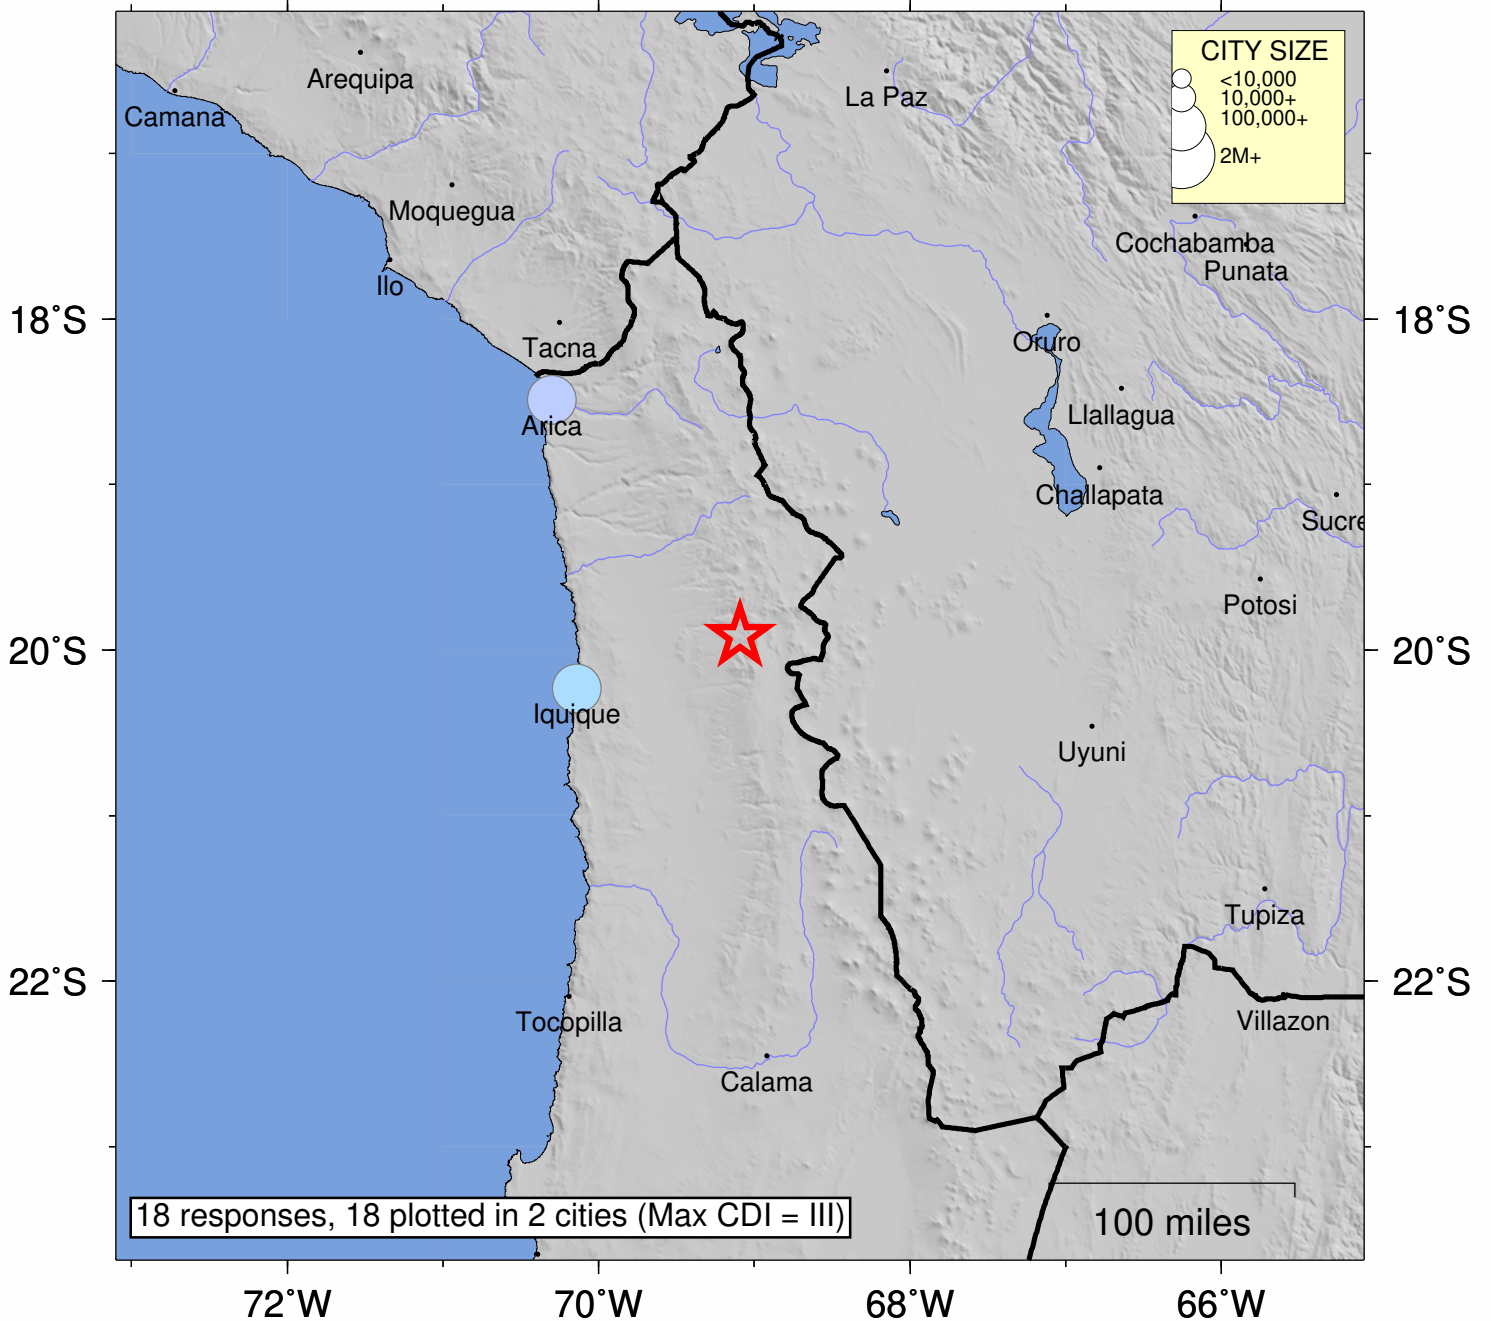 CITY SIZE
<10,000
10,000+
100,000+
2M+
Arequipa
La Paz
Camana
Moquegua
Cochabamba
Punata
Ilo
18°S
18°S
Tacna
Oruro
Arica
Llallagua
Challapata
Sucre
Potosi
20°S
20°S
Iquique
Uyuni
Tupiza
22°S
22°S
Tocopilla
Villazon
Calama
18 responses, 18 plotted in 2 cities (Max CDI = III)
100 miles
72°W
70°W
68°W
66°W